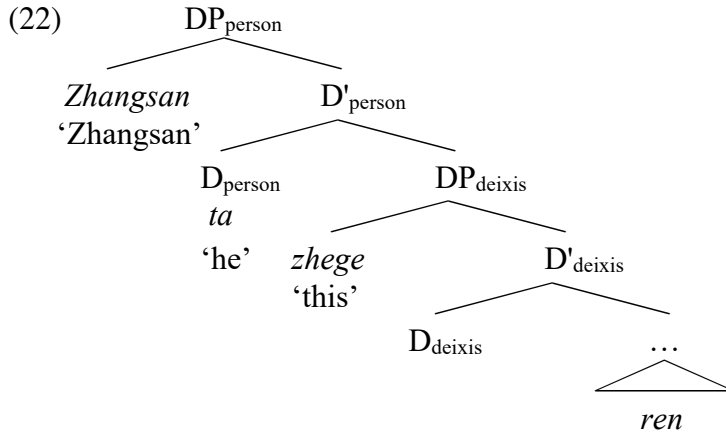 (22) DPperson
Zhangsan D'person
‘Zhangsan’
Dperson DPdeixis
ta
‘he’ zhege D'deixis
‘this’
Ddeixis …
ren